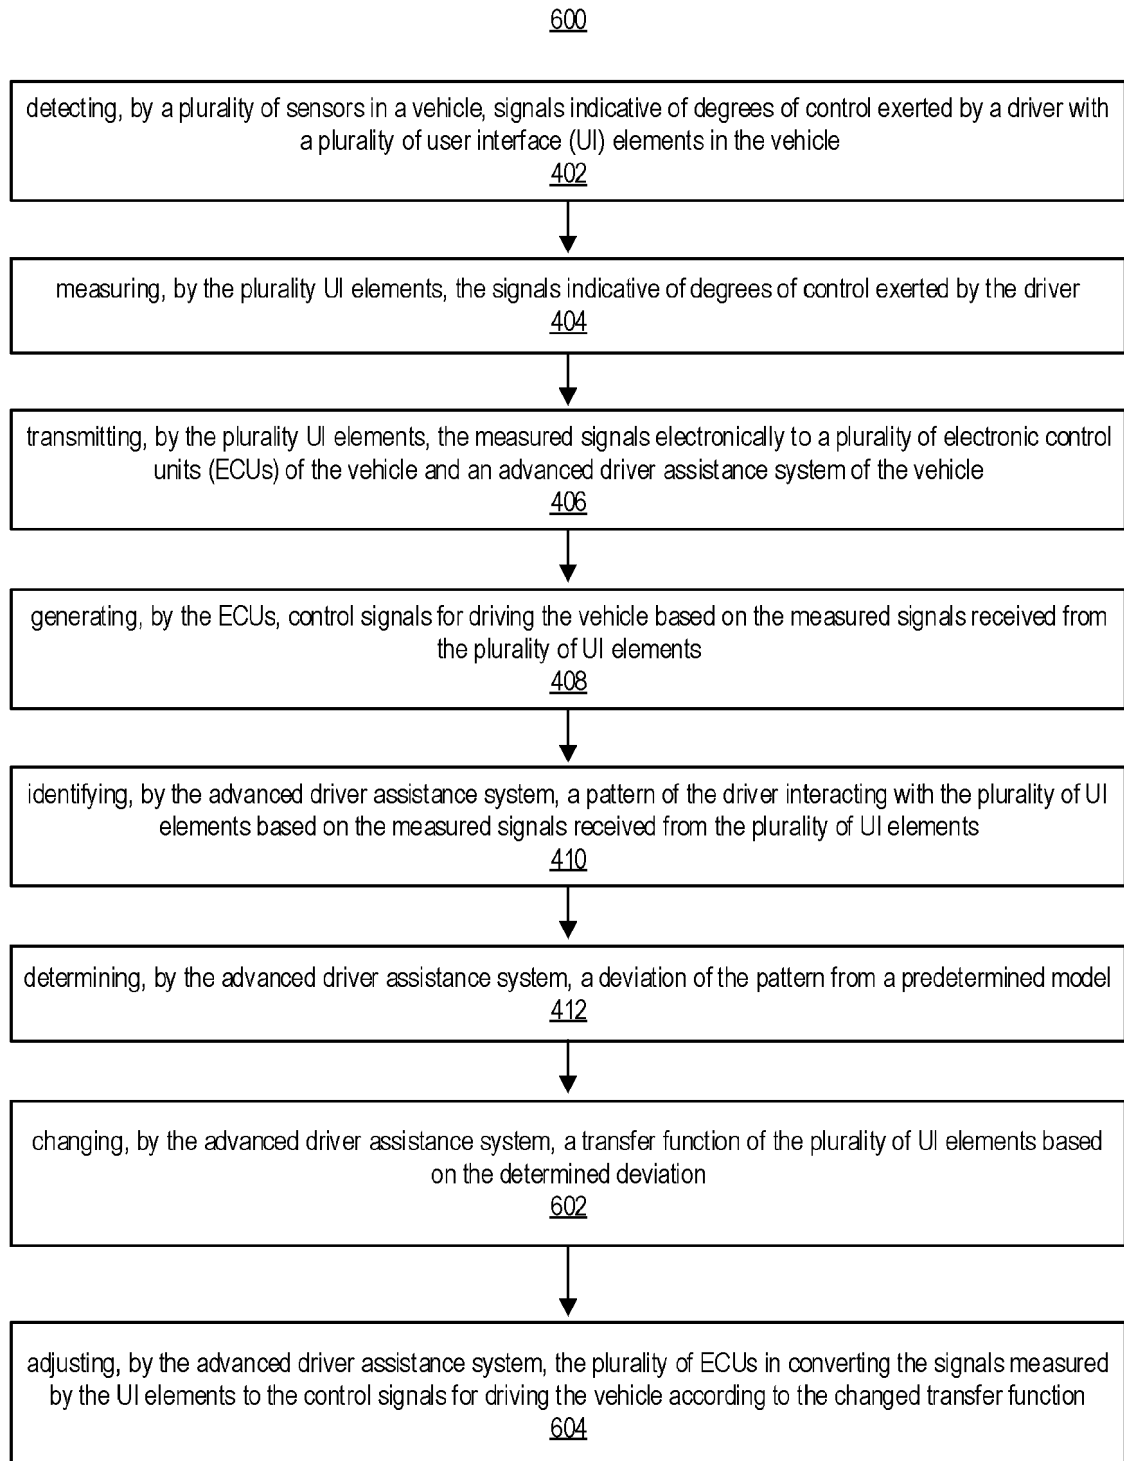 600
detecting, by a plurality of sensors in a vehicle, signals indicative of degrees of control exerted by a driver with
a plurality of user interface (UI) elements in the vehicle
402
measuring, by the plurality UI elements, the signals indicative of degrees of control exerted by the driver
404
transmitting, by the plurality UI elements, the measured signals electronically to a plurality of electronic control
units (ECUs) of the vehicle and an advanced driver assistance system of the vehicle
406
generating, by the ECUs, control signals for driving the vehicle based on the measured signals received from
the plurality of UI elements
408
identifying, by the advanced driver assistance system, a pattern of the driver interacting with the plurality of UI
elements based on the measured signals received from the plurality of UI elements
410
determining, by the advanced driver assistance system, a deviation of the pattern from a predetermined model
412
changing, by the advanced driver assistance system, a transfer function of the plurality of UI elements based
on the determined deviation
602
adjusting, by the advanced driver assistance system, the plurality of ECUs in converting the signals measured
by the UI elements to the control signals for driving the vehicle according to the changed transfer function
604